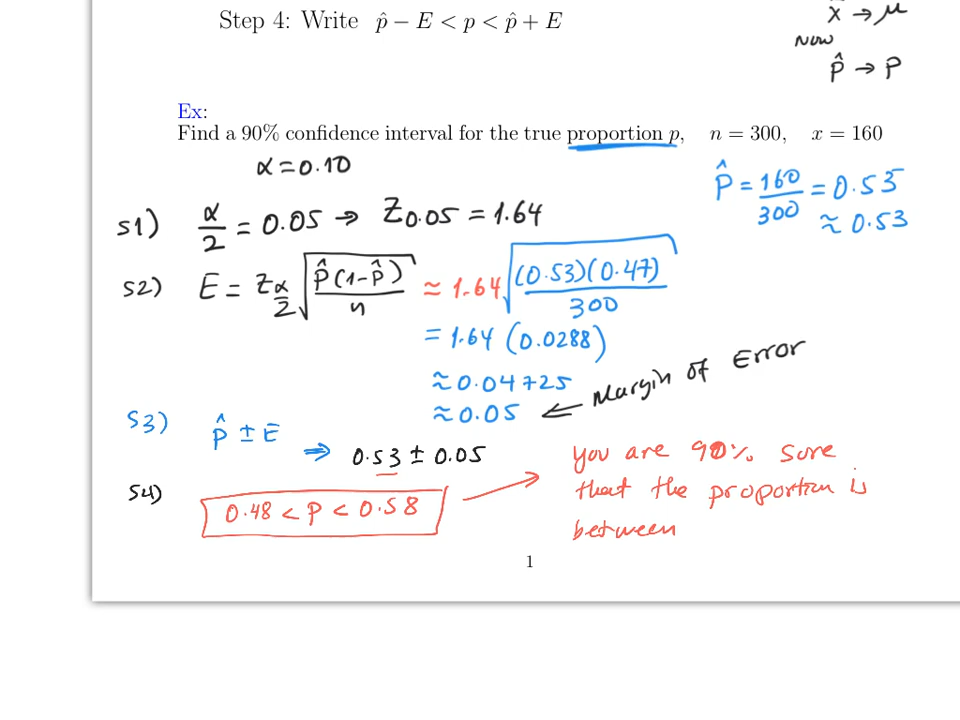 Step 4: Write p̂ − E < p < p̂ + E
x̄ → μ
Now
p̂ → P
Ex:
Find a 90% confidence interval for the true proportion p, n = 300, x = 160
α = 0.10
P̂ = 160/300 = 0.53
≈ 0.53
S1) α/2 = 0.05 → Z0.05 = 1.64
S2) E = Zα/2 √(P̂(1-P̂)/n) ≈ 1.64 √((0.53)(0.47)/300)
= 1.64 (0.0288)
≈ 0.04725
≈ 0.05 ← Margin of Error
S3) P̂ ± E ⇒ 0.53 ± 0.05
S4) 0.48 < P < 0.58 → You are 90% sure
that the proportion is
between
1